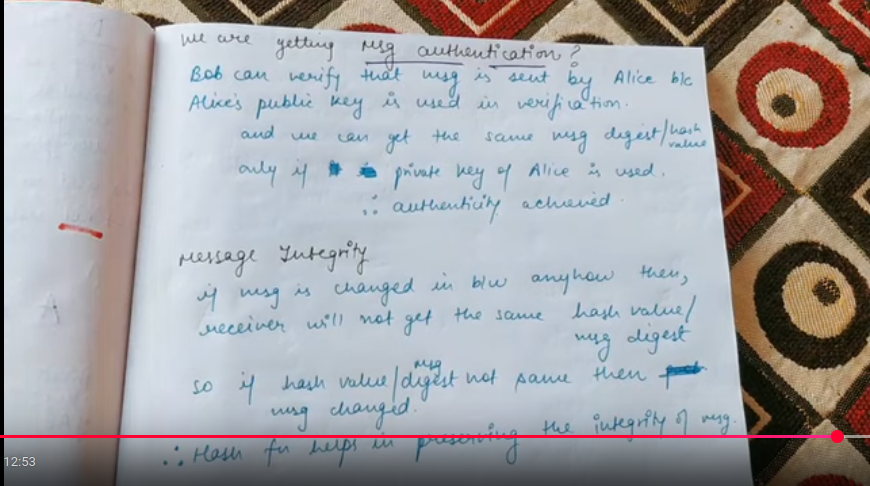 we are getting msg authentication?
Bob can verify that msg is sent by Alice b/c
Alice's public key is used in verification.
and we can get the same msg digest/hash value
only if private key of Alice is used.
∴ authenticity achieved.
Message Integrity
if msg is changed in b/w anyhow then,
receiver will not get the same hash value/
msg digest
so if hash value/msg digest not same then
msg changed.
∴ Hash fn helps in preserving the integrity of msg.
12:53